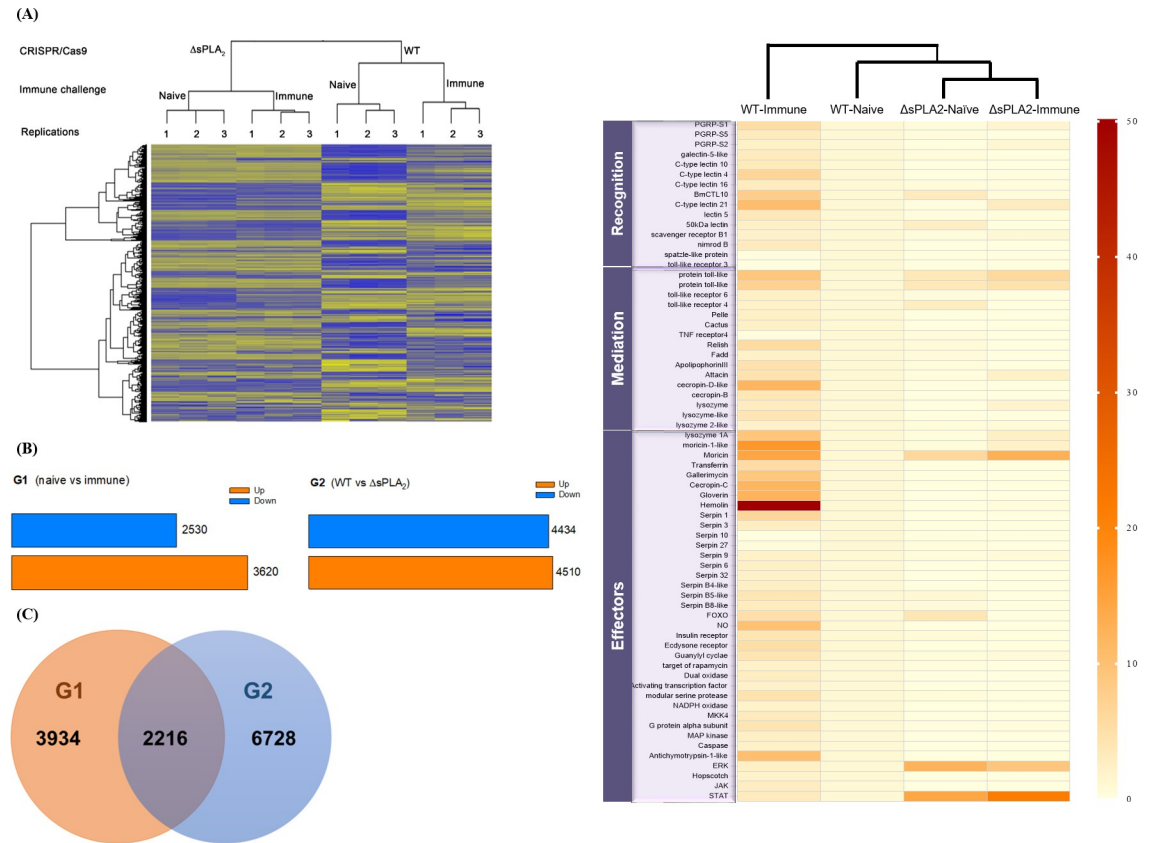 (A)
CRISPR/Cas9
ΔsPLA2
WT
Immune challenge
Naive
Immune
Naive
Immune
Replications
1 2 3 1 2 3 1 2 3 1 2 3
(B)
G1 (naive vs immune)
Up
Down
2530
3620
G2 (WT vs ΔsPLA2)
Up
Down
4434
4510
(C)
G1
G2
3934
2216
6728
WT-Immune WT-Naive ΔsPLA2-Naïve ΔsPLA2-Immune
Recognition
PGRP-S1
PGRP-S5
PGRP-S2
galectin-5-like
C-type lectin 10
C-type lectin 4
C-type lectin 16
BmCTL10
C-type lectin 21
lectin 5
50kDa lectin
scavenger receptor B1
nimrod B
spatzle-like protein
toll-like receptor 3
Mediation
protein toll-like
protein toll-like
toll-like receptor 6
toll-like receptor 4
Pelle
Cactus
TNF receptor4
Relish
Fadd
ApolipophorinIII
Attacin
cecropin-D-like
cecropin-B
lysozyme
lysozyme-like
lysozyme 2-like
Effectors
lysozyme 1A
moricin-1-like
Moricin
Transferrin
Gallerimycin
Cecropin-C
Gloverin
Hemolin
Serpin 1
Serpin 3
Serpin 10
Serpin 27
Serpin 9
Serpin 6
Serpin 32
Serpin B4-like
Serpin B5-like
Serpin B8-like
FOXO
NO
Insulin receptor
Ecdysone receptor
Guanylyl cyclae
target of rapamycin
Dual oxidase
Activating transcription factor
modular serine protease
NADPH oxidase
MKK4
G protein alpha subunit
MAP kinase
Caspase
Antichymotrypsin-1-like
ERK
Hopscotch
JAK
STAT
50
40
30
20
10
0